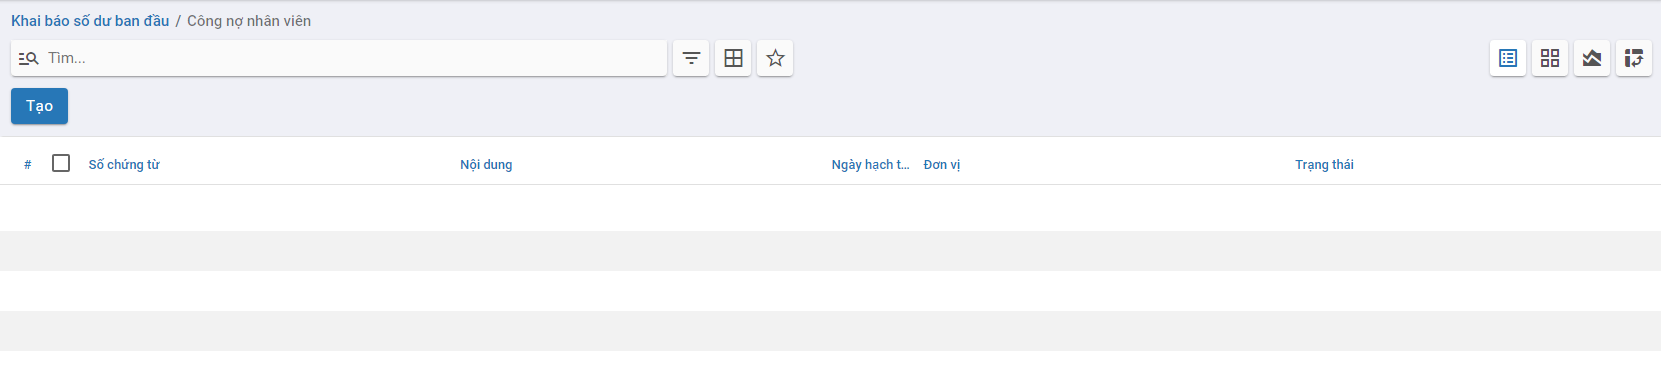 Khai báo số dư ban đầu / Công nợ nhân viên
Tìm...
Tạo
# Số chứng từ Nội dung Ngày hạch t... Đơn vị Trạng thái